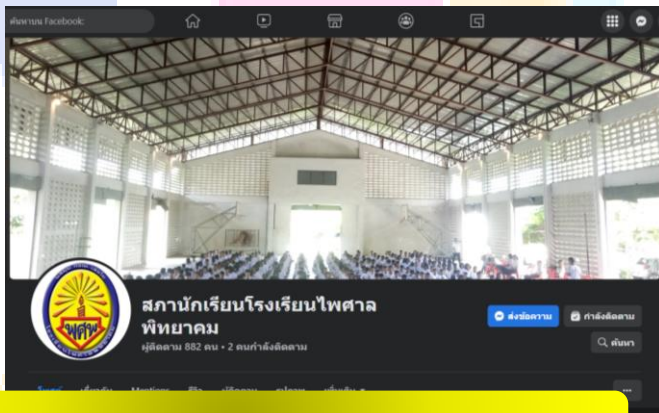 ค้นหาบน Facebook
สภานักเรียนโรงเรียนไพศาล
พิทยาคม
ผู้ติดตาม 882 คน • 2 คนกำลังติดตาม
ส่งข้อความ
กำลังติดตาม
ค้นหา
พศพ